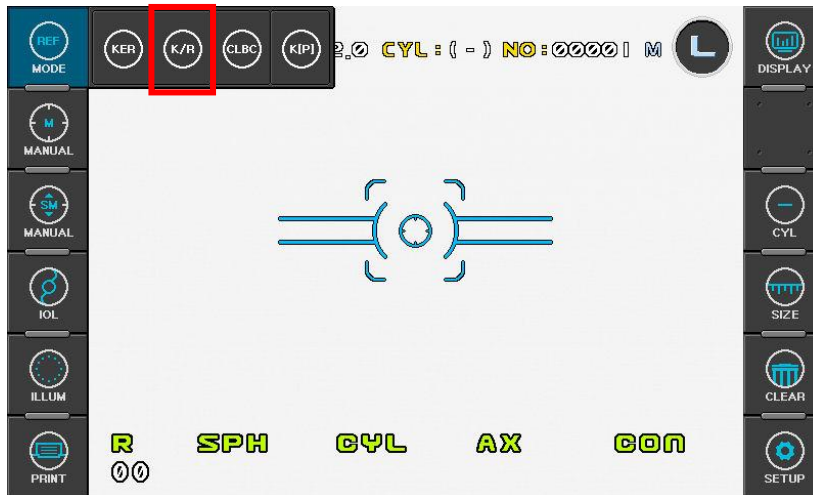 REF
MODE
KER
K/R
CLBC
K[P]
2.0 CYL:(-) NO:00001 M
L
DISPLAY
M
MANUAL
SM
MANUAL
CYL
IOL
SIZE
ILLUM
CLEAR
R SPH CYL AX CON
00
PRINT
SETUP